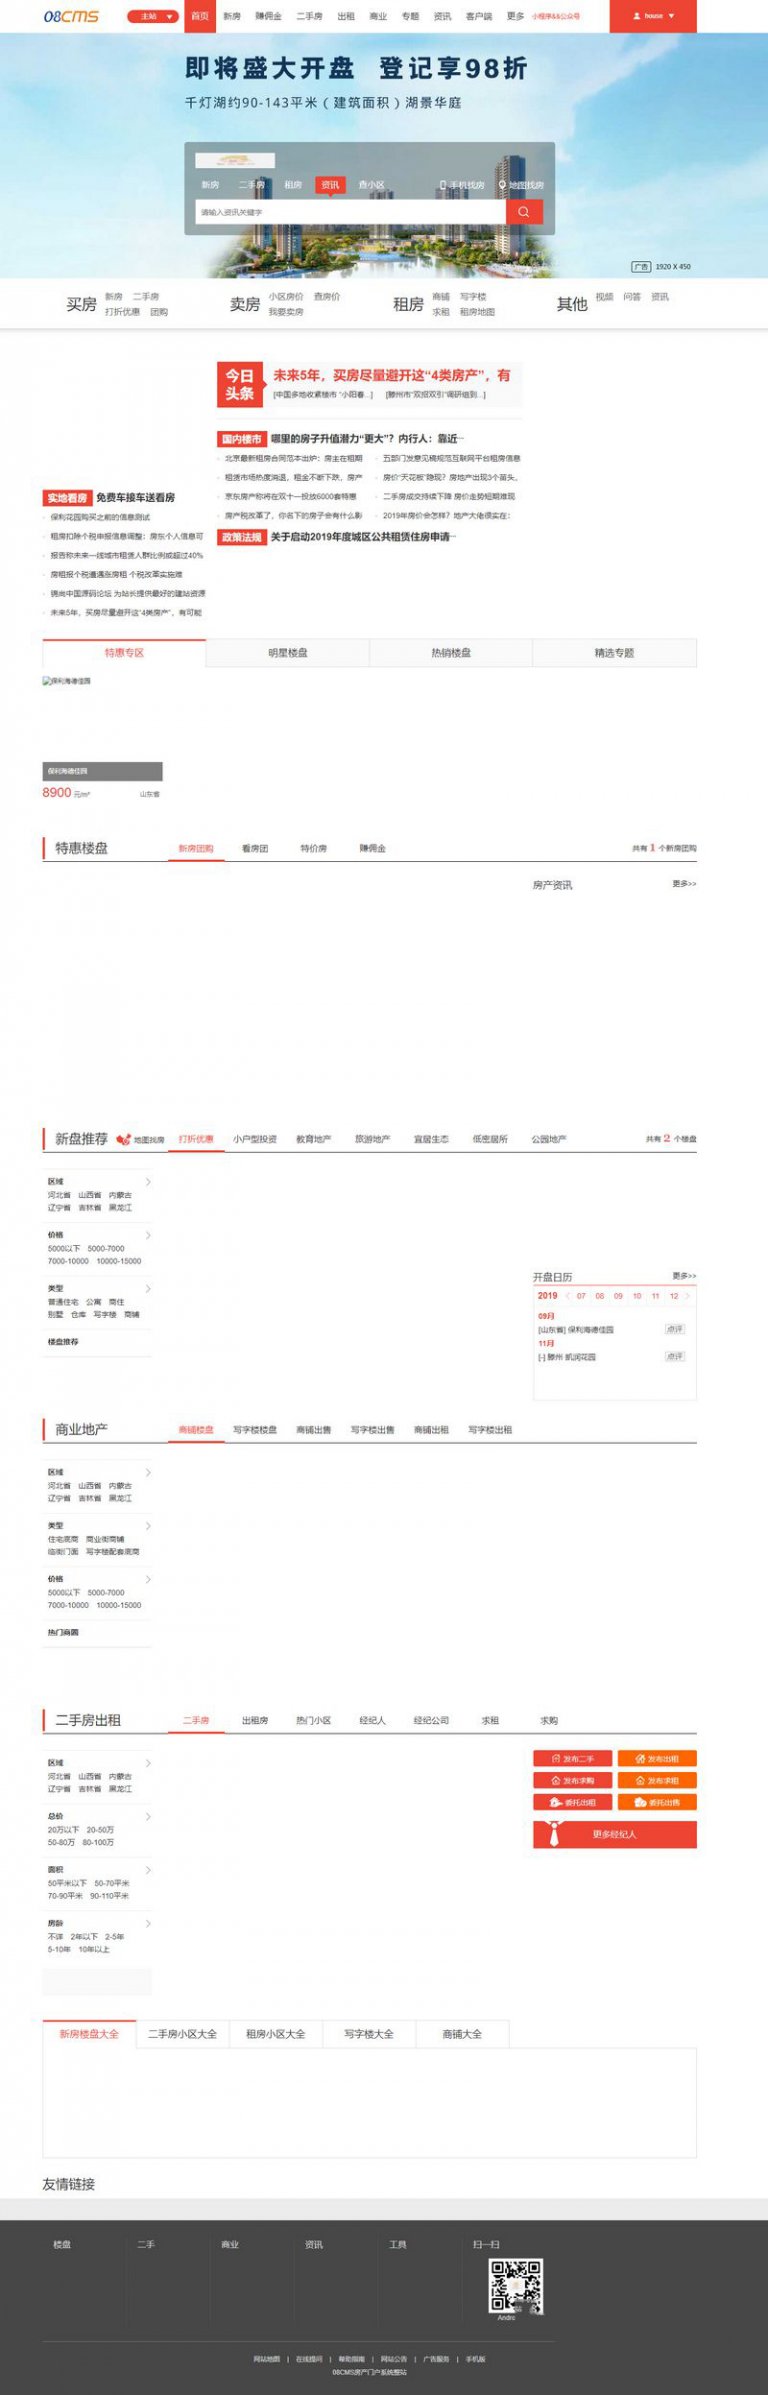 08CMS 主站 首页 新房 赚佣金 二手房 出租 商业 专题 资讯 客户端 更多 小程序&&公众号 house
即将盛大开盘 登记享98折
千灯湖约90-143平米（建筑面积）湖景华庭
新房 二手房 租房 资讯 查小区 手机找房 地图找房
请输入资讯关键字
广告 1920 X 450
买房 新房 二手房 打折优惠 团购
卖房 小区房价 查房价 我要卖房
租房 商铺 写字楼 求租 租房地图
其他 视频 问答 资讯
今日头条
未来5年，买房尽量避开这“4类房产”，有
[中国多地收紧楼市 “小阳春...] [滕州市“双招双引”调研组到...]
国内楼市 哪里的房子升值潜力“更大”？内行人：靠近…
北京最新租房合同范本出炉：房主在租期 五部门发意见稿规范互联网平台租房信息
租赁市场热度消退，租金不断下跌，房产 房价“天花板”隐现？房地产出现3个苗头，
京东房产称将在双十一投放6000套特惠 二手房成交持续下降 房价走势短期难现
房产税改革了，你名下的房子会有什么影 2019年房价会怎样？地产大佬很实在：
政策法规 关于启动2019年度城区公共租赁住房申请…
实地看房 免费车接车送看房
保利花园购买之前的信息测试
租房扣除个税申报信息调整：房东个人信息可
报告称未来一线城市租赁人群比例或超过40%
房租报个税遭遇涨房租 个税改革实施难
锦尚中国源码论坛 为站长提供最好的建站资源
未来5年，买房尽量避开这“4类房产”，有可能
特惠专区 明星楼盘 热销楼盘 精选专题
保利海德佳园
保利海德佳园
8900 元/m² 山东省
特惠楼盘 新房团购 看房团 特价房 赚佣金 共有 1 个新房团购
房产资讯 更多>>
新盘推荐 地图找房 打折优惠 小户型投资 教育地产 旅游地产 宜居生态 低密居所 公园地产 共有 2 个楼盘
区域
河北省 山西省 内蒙古
辽宁省 吉林省 黑龙江
价格
5000以下 5000-7000
7000-10000 10000-15000
类型
普通住宅 公寓 商住
别墅 仓库 写字楼 商铺
楼盘推荐
开盘日历 更多>>
2019 07 08 09 10 11 12
09月
[山东省] 保利海德佳园 点评
11月
[-] 滕州·凯润花园 点评
商业地产 商铺楼盘 写字楼楼盘 商铺出售 写字楼出售 商铺出租 写字楼出租
区域
河北省 山西省 内蒙古
辽宁省 吉林省 黑龙江
类型
住宅底商 商业街商铺
临街门面 写字楼配套底商
价格
5000以下 5000-7000
7000-10000 10000-15000
热门商圈
二手房出租 二手房 出租房 热门小区 经纪人 经纪公司 求租 求购
区域
河北省 山西省 内蒙古
辽宁省 吉林省 黑龙江
总价
20万以下 20-50万
50-80万 80-100万
面积
50平米以下 50-70平米
70-90平米 90-110平米
房龄
不详 2年以下 2-5年
5-10年 10年以上
发布二手 发布出租
发布求购 发布求租
委托出租 委托出售
更多经纪人
新房楼盘大全 二手房小区大全 租房小区大全 写字楼大全 商铺大全
友情链接
楼盘 二手 商业 资讯 工具 扫一扫
Andro
网站地图 | 在线提问 | 帮助指南 | 网站公告 | 广告服务 | 手机版
08CMS房产门户系统整站